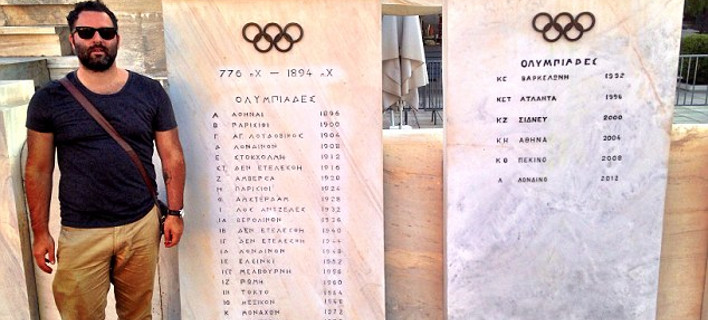 776 πΧ — 1894 μΧ
ΟΛΥΜΠΙΑΔΕΣ
Α ΑΘΗΝΑΙ 1896
Β ΠΑΡΙΣΙΟΙ 1900
Γ ΑΓ. ΛΟΥΔΟΒΙΚΟΣ 1904
Δ ΛΟΝΔΙΝΟΝ 1908
Ε ΣΤΟΚΧΟΛΜΗ 1912
ΣΤ ΔΕΝ ΕΤΕΛΕΣΘΗ 1916
Ζ ΑΜΒΕΡΣΑ 1920
Η ΠΑΡΙΣΙΟΙ 1924
Θ ΑΜΣΤΕΡΔΑΜ 1928
Ι ΛΟΣ ΑΝΤΖΕΛΕΣ 1932
ΙΑ ΒΕΡΟΛΙΝΟΝ 1936
ΙΒ ΔΕΝ ΕΤΕΛΕΣΘΗ 1940
ΙΓ ΔΕΝ ΕΤΕΛΕΣΘΗ 1944
ΙΔ ΛΟΝΔΙΝΟΝ 1948
ΙΕ ΕΛΣΙΝΚΙ 1952
ΙΣΤ ΜΕΛΒΟΥΡΝΗ 1956
ΙΖ ΡΩΜΗ 1960
ΙΗ ΤΟΚΥΟ 1964
ΙΘ ΜΕΞΙΚΟΝ 1968
Κ ΜΟΝΑΧΟΝ 1972
ΟΛΥΜΠΙΑΔΕΣ
ΚΕ ΒΑΡΚΕΛΩΝΗ 1992
ΚΣΤ ΑΤΛΑΝΤΑ 1996
ΚΖ ΣΙΔΝΕΥ 2000
ΚΗ ΑΘΗΝΑ 2004
ΚΘ ΠΕΚΙΝΟ 2008
Λ ΛΟΝΔΙΝΟ 2012